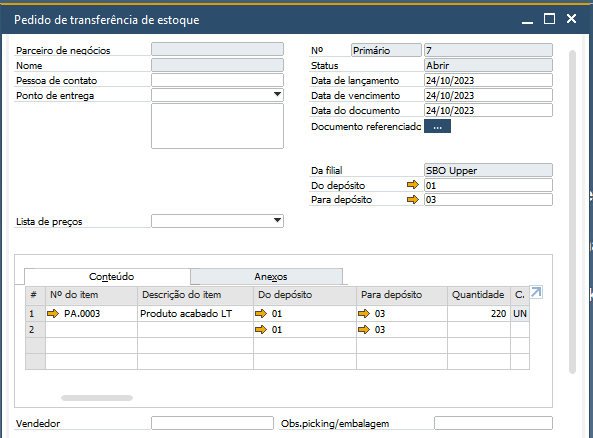 Pedido de transferência de estoque
Parceiro de negócios
Nº Primário 7
Nome
Status Abrir
Pessoa de contato
Data de lançamento 24/10/2023
Ponto de entrega
Data de vencimento 24/10/2023
Data do documento 24/10/2023
Documento referenciado ...
Da filial SBO Upper
Do depósito 01
Para depósito 03
Lista de preços
Conteúdo Anexos
# Nº do item Descrição do item Do depósito Para depósito Quantidade C.
1 PA.0003 Produto acabado LT 01 03 220 UN
2 01 03
Vendedor Obs.picking/embalagem